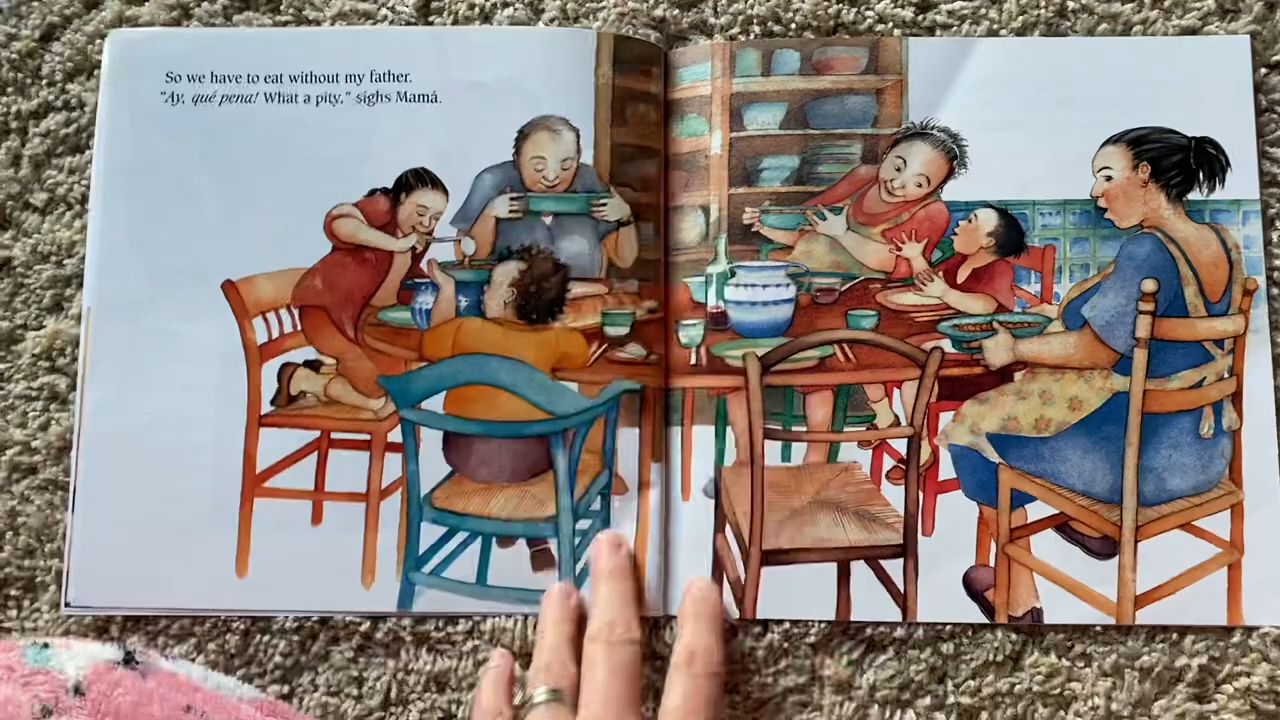 So we have to eat without my father.
"Ay, qué pena! What a pity," sighs Mamá.